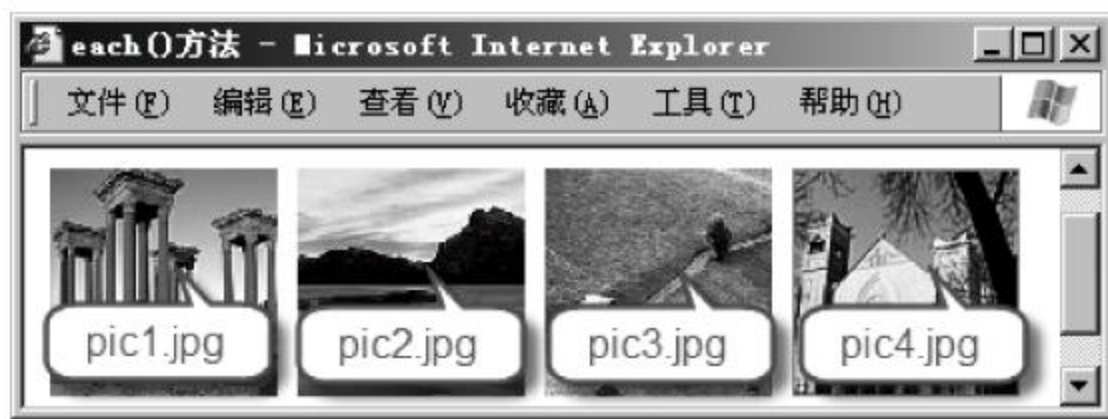 each()方法 - Microsoft Internet Explorer
文件(F) 编辑(E) 查看(V) 收藏(A) 工具(T) 帮助(H)
pic1.jpg pic2.jpg pic3.jpg pic4.jpg